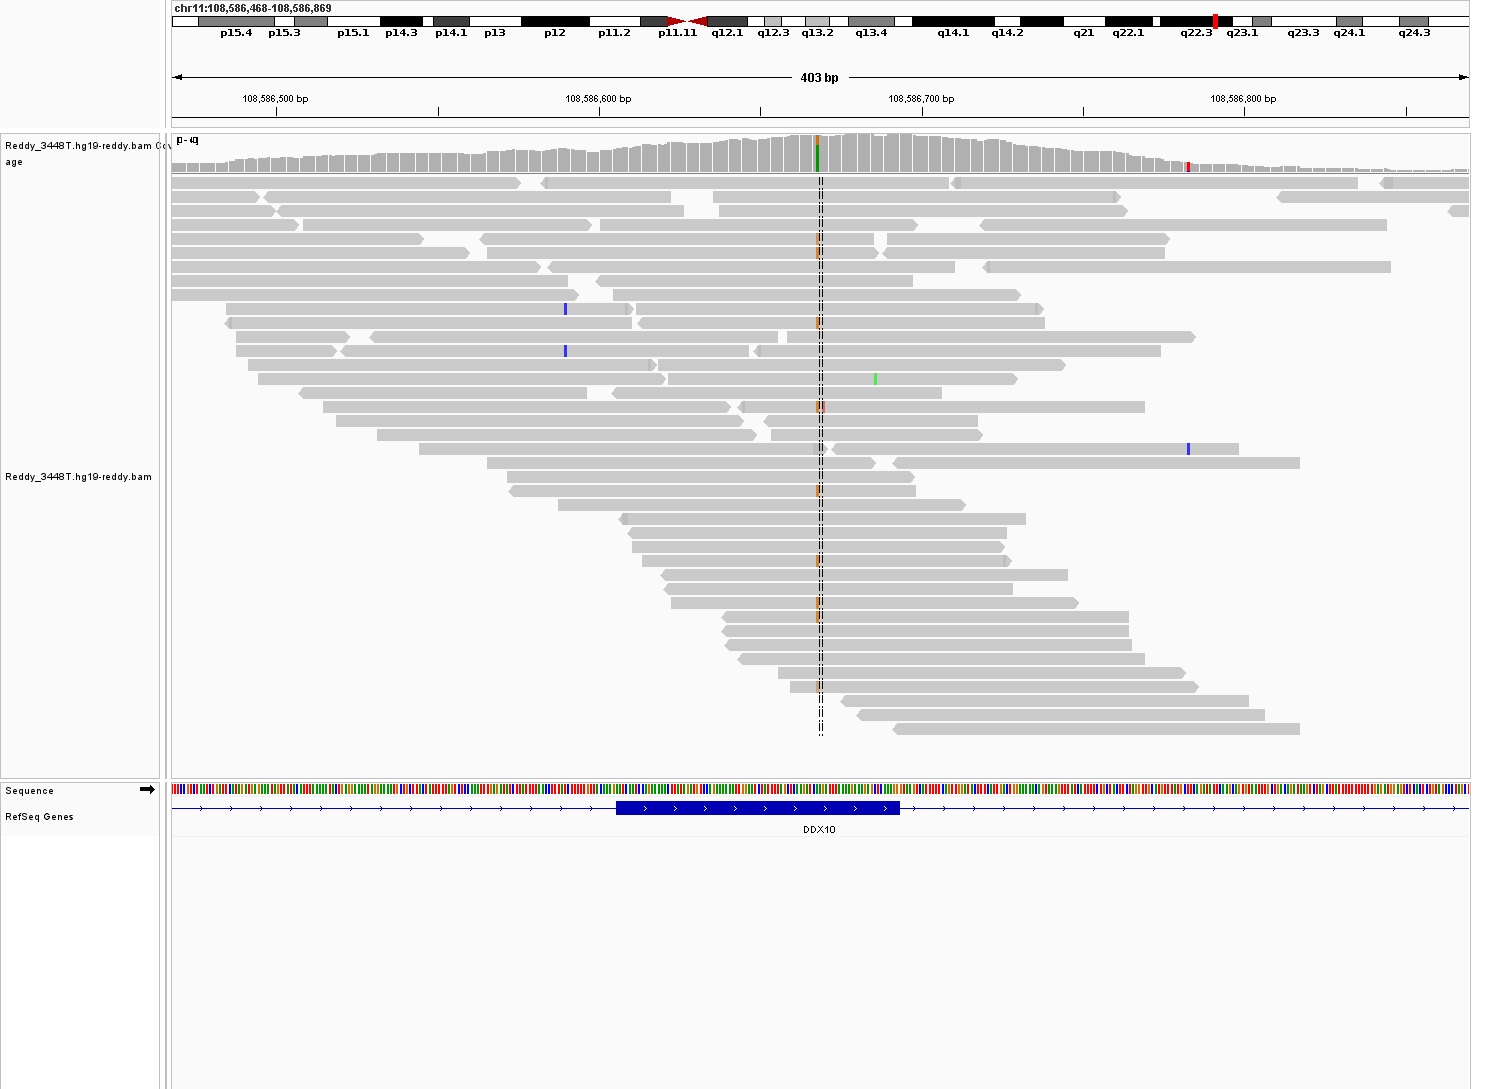 chr11:108,586,468-108,586,869
p15.4 p15.3 p15.1 p14.3 p14.1 p13 p12 p11.2 p11.11 q12.1 q12.3 q13.2 q13.4 q14.1 q14.2 q21 q22.1 q22.3 q23.1 q23.3 q24.1 q24.3
403 bp
108,586,500 bp 108,586,600 bp 108,586,700 bp 108,586,800 bp
Reddy_3448T.hg19-reddy.bam Cov
age
Reddy_3448T.hg19-reddy.bam
Sequence
RefSeq Genes
DDX10